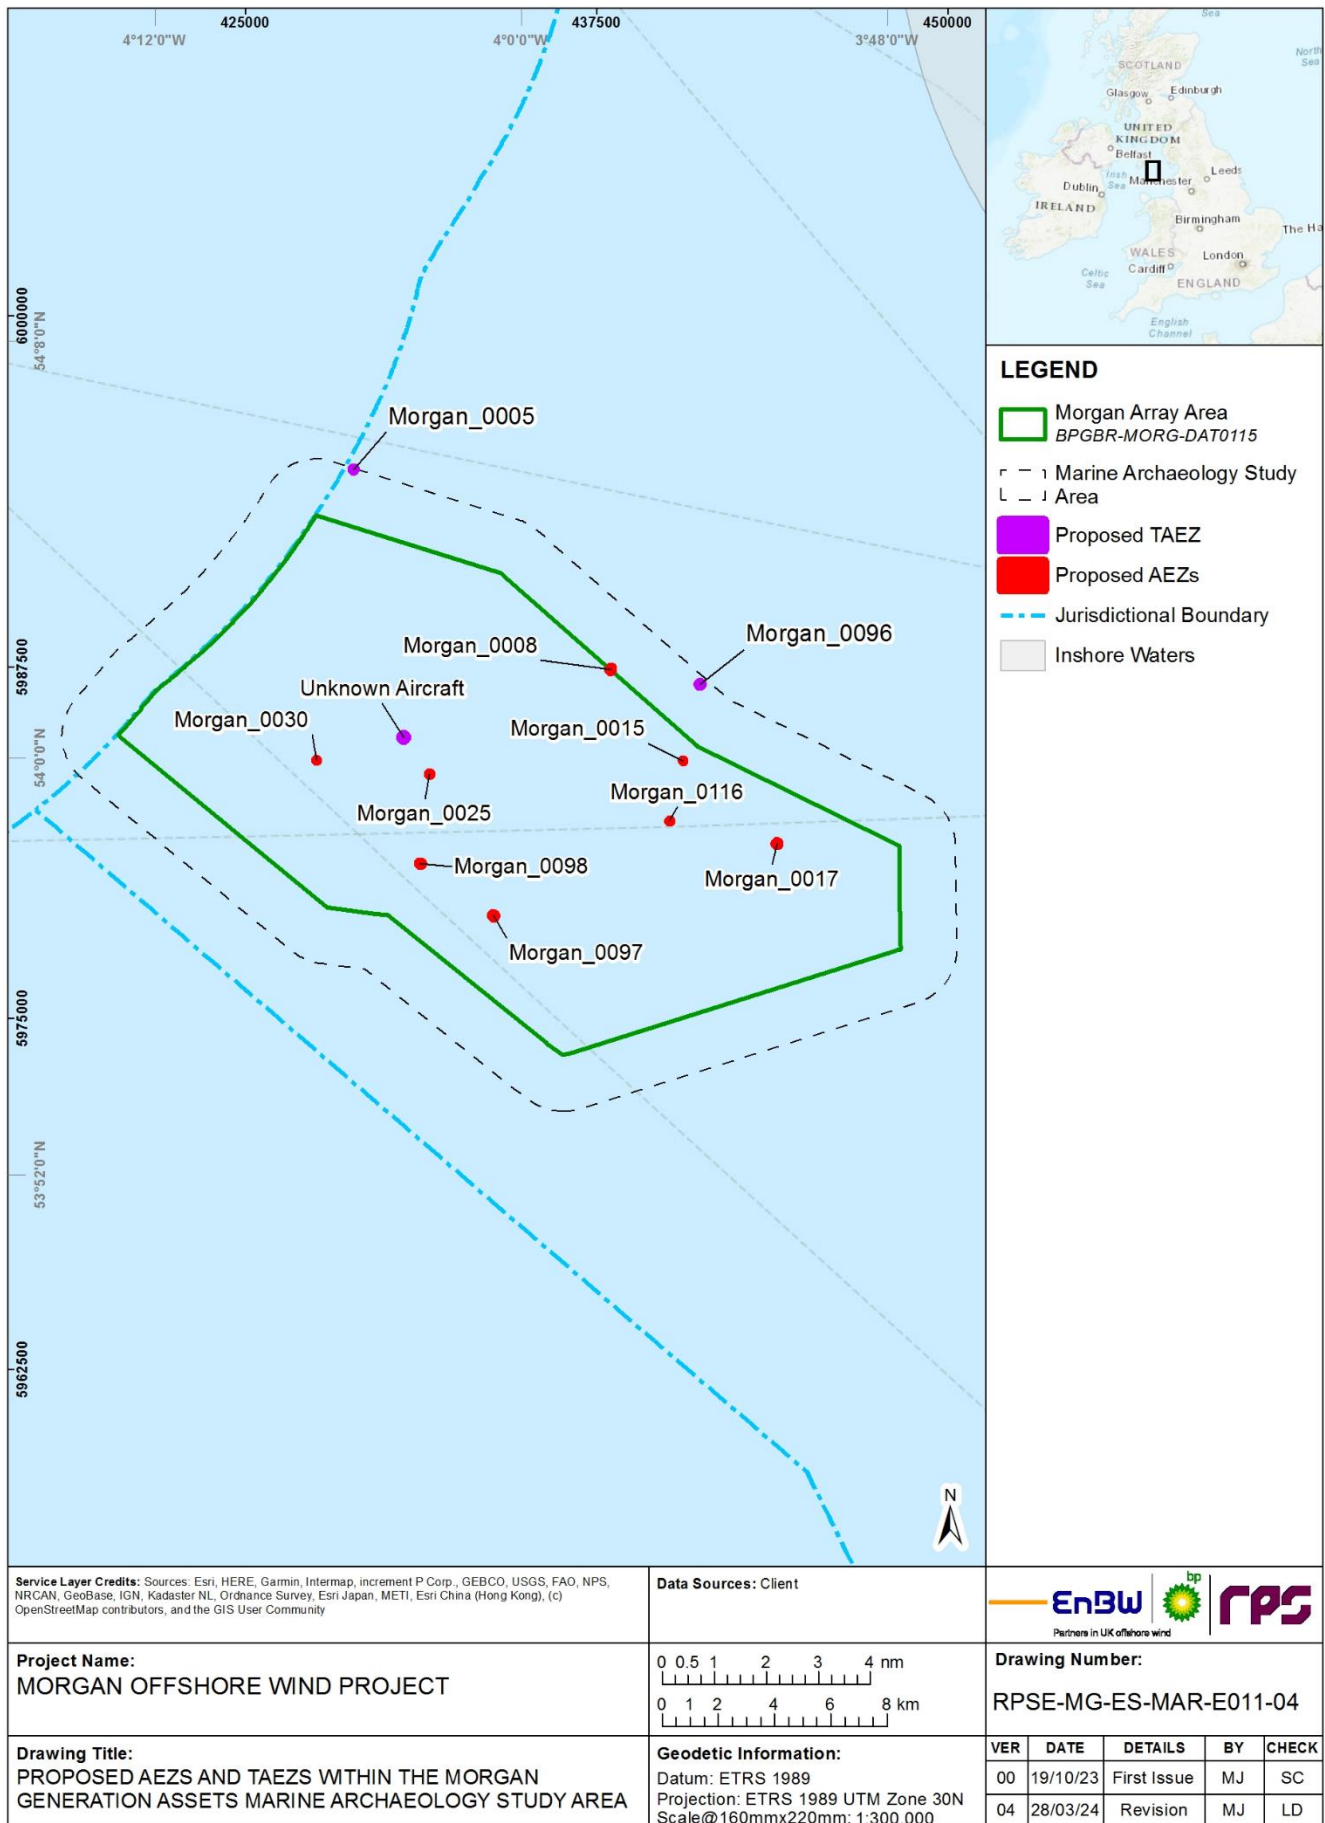 425000
437500
450000
4°12'0"W
4°0'0"W
3°48'0"W
6000000
54°8'0"N
5987500
54°0'0"N
5975000
53°52'0"N
5962500
Morgan_0005
Morgan_0096
Morgan_0008
Unknown Aircraft
Morgan_0030
Morgan_0015
Morgan_0025
Morgan_0116
Morgan_0098
Morgan_0017
Morgan_0097
N
Sea
North
Sea
SCOTLAND
Glasgow
Edinburgh
UNITED
KINGDOM
Belfast
Irish
Sea
Manchester
Leeds
Dublin
IRELAND
Birmingham
The Ha
WALES
London
Cardiff
Celtic
Sea
ENGLAND
English
Channel
LEGEND
Morgan Array Area
BPGBR-MORG-DAT0115
Marine Archaeology Study
Area
Proposed TAEZ
Proposed AEZs
Jurisdictional Boundary
Inshore Waters
Service Layer Credits: Sources: Esri, HERE, Garmin, Intermap, increment P Corp., GEBCO, USGS, FAO, NPS,
NRCAN, GeoBase, IGN, Kadaster NL, Ordnance Survey, Esri Japan, METI, Esri China (Hong Kong), (c)
OpenStreetMap contributors, and the GIS User Community
Data Sources: Client
EnBW
bp
rps
Partners in UK offshore wind
Project Name:
MORGAN OFFSHORE WIND PROJECT
0 0.5 1 2 3 4 nm
0 1 2 4 6 8 km
Drawing Number:
RPSE-MG-ES-MAR-E011-04
Drawing Title:
PROPOSED AEZS AND TAEZS WITHIN THE MORGAN
GENERATION ASSETS MARINE ARCHAEOLOGY STUDY AREA
Geodetic Information:
Datum: ETRS 1989
Projection: ETRS 1989 UTM Zone 30N
Scale@160mmx220mm: 1:300,000
VER DATE DETAILS BY CHECK
00 19/10/23 First Issue MJ SC
04 28/03/24 Revision MJ LD